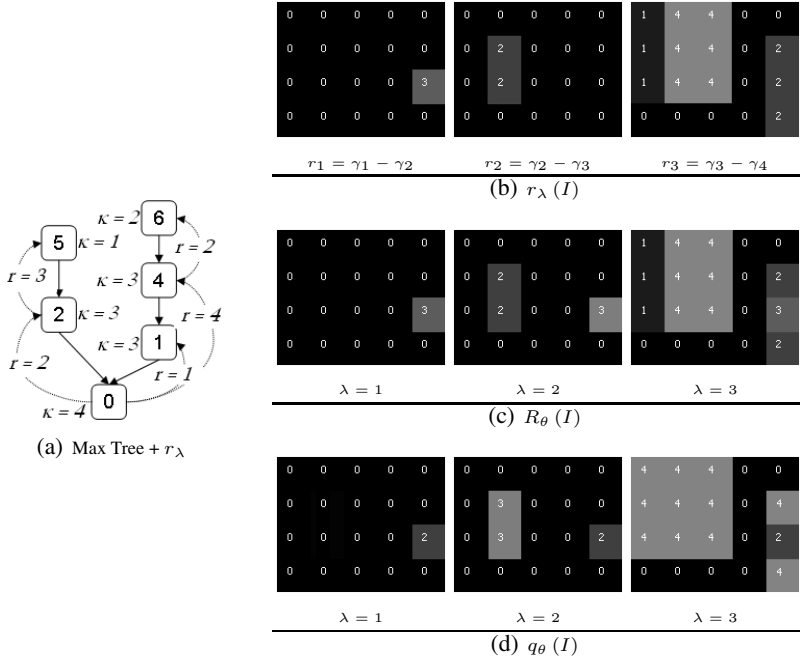 κ = 2 6
5 κ = 1
r = 2
r = 3
κ = 3 4
2 κ = 3
r = 4
κ = 3 1
r = 2
r = 1
κ = 4 0
(a) Max Tree + rλ
0 0 0 0 0 0 0 0 0 0 1 4 4 0 0
0 0 0 0 0 0 2 0 0 0 1 4 4 0 2
0 0 0 0 3 0 2 0 0 0 1 4 4 0 2
0 0 0 0 0 0 0 0 0 0 0 0 0 0 2
r1 = γ1 − γ2 r2 = γ2 − γ3 r3 = γ3 − γ4
(b) rλ (I)
0 0 0 0 0 0 0 0 0 0 1 4 4 0 0
0 0 0 0 0 0 2 0 0 0 1 4 4 0 2
0 0 0 0 3 0 2 0 0 3 1 4 4 0 3
0 0 0 0 0 0 0 0 0 0 0 0 0 0 2
λ = 1 λ = 2 λ = 3
(c) Rθ (I)
0 0 0 0 0 0 0 0 0 0 4 4 4 0 0
0 0 0 0 0 0 3 0 0 0 4 4 4 0 4
0 0 0 0 2 0 3 0 0 2 4 4 4 0 2
0 0 0 0 0 0 0 0 0 0 0 0 0 0 4
λ = 1 λ = 2 λ = 3
(d) qθ (I)